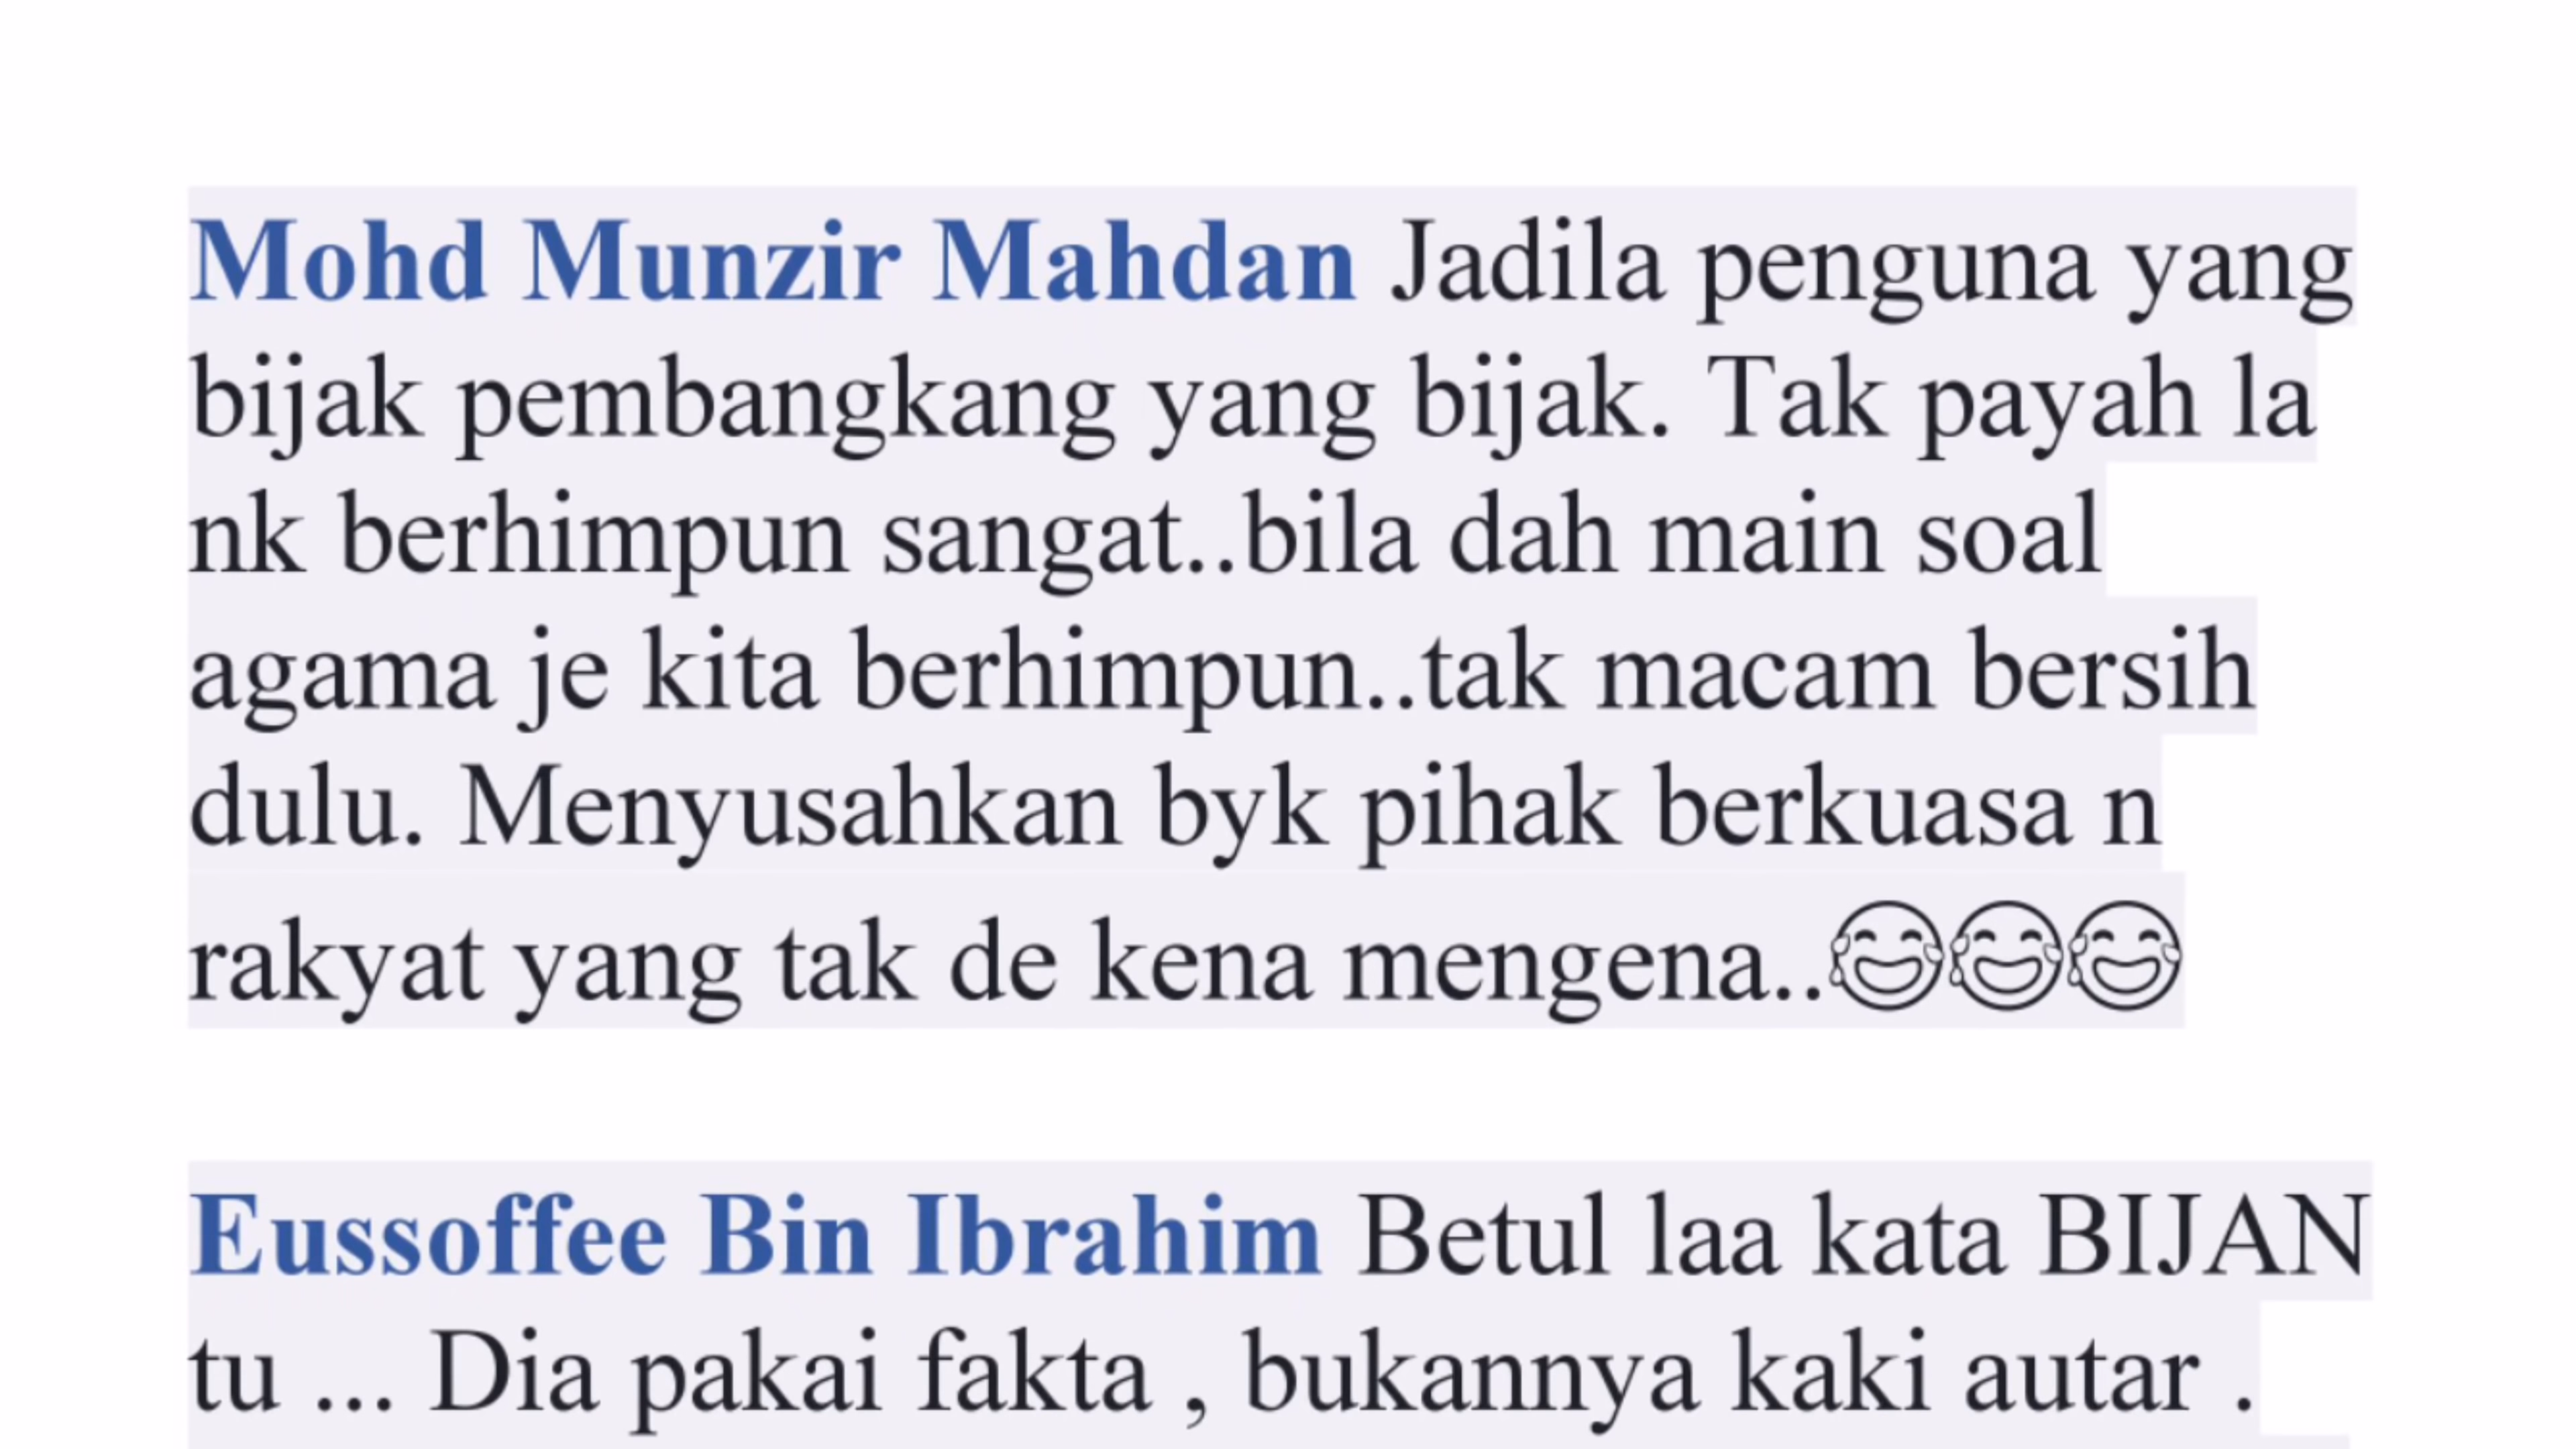 Mohd Munzir Mahdan Jadila penguna yang
bijak pembangkang yang bijak. Tak payah la
nk berhimpun sangat..bila dah main soal
agama je kita berhimpun..tak macam bersih
dulu. Menyusahkan byk pihak berkuasa n
rakyat yang tak de kena mengena..😂😂😂
Eussoffee Bin Ibrahim Betul laa kata BIJAN
tu ... Dia pakai fakta , bukannya kaki autar .